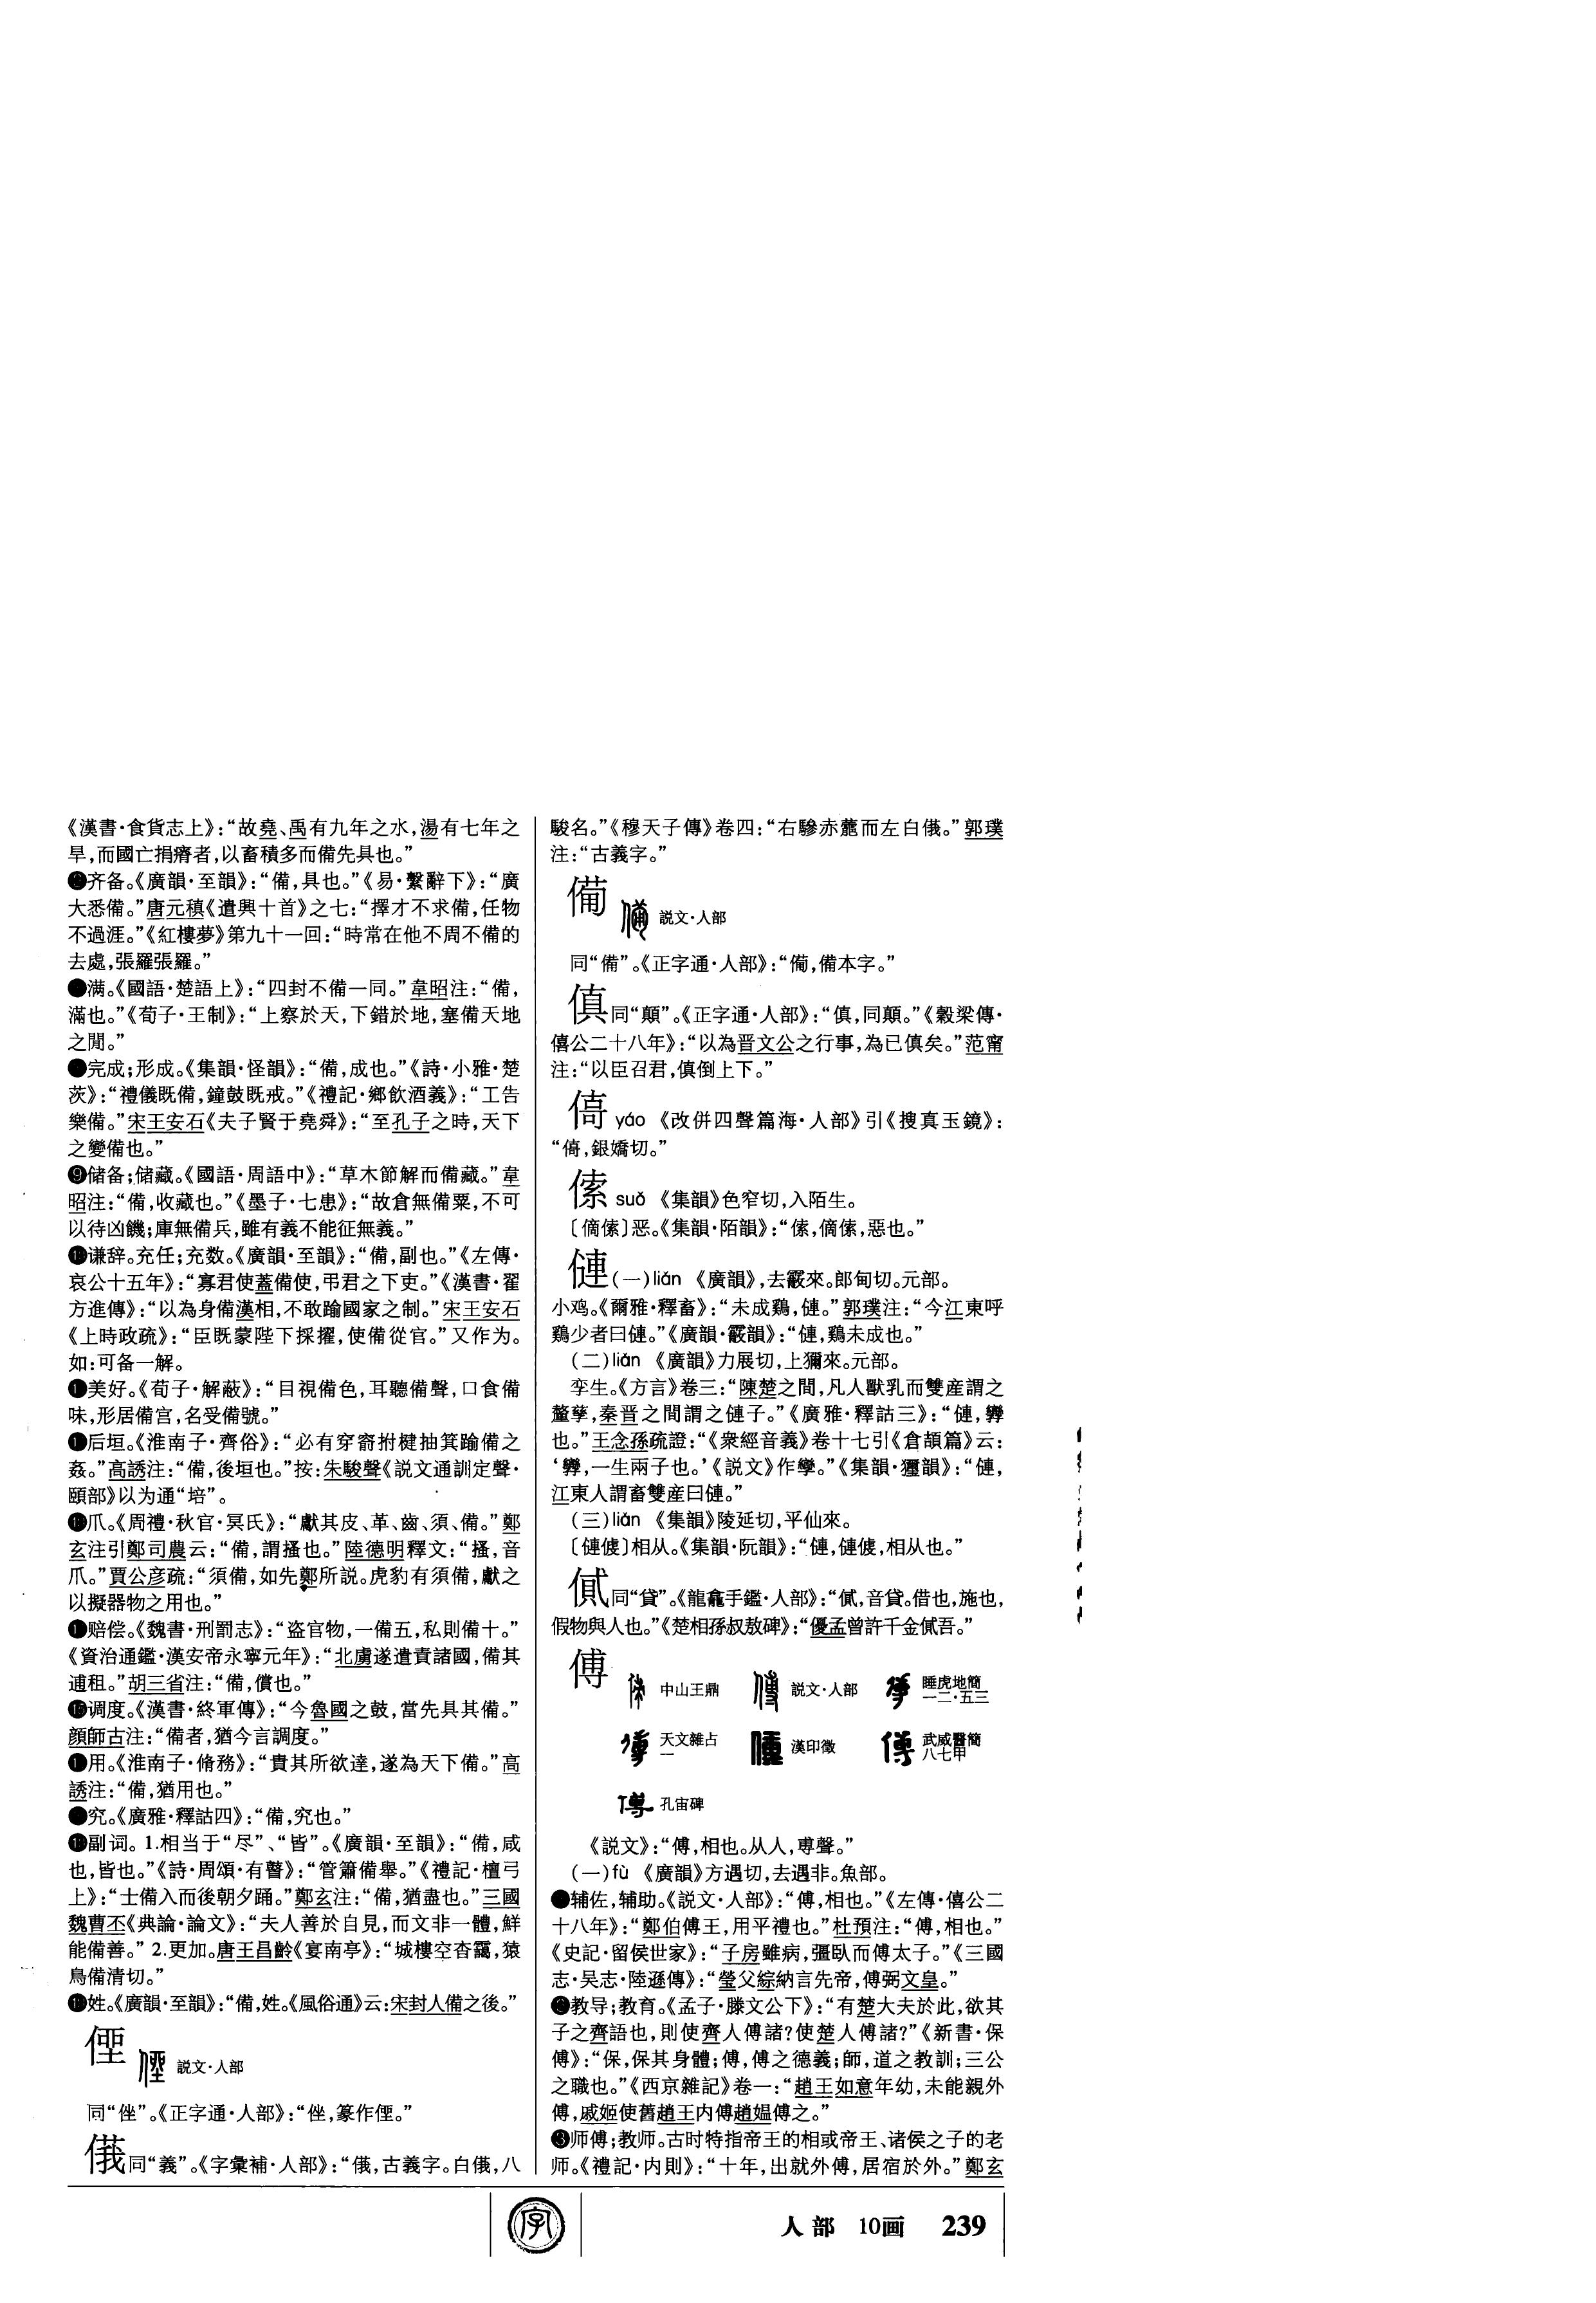 《漢書·食貨志上》：“故堯、禹有九年之水，湯有七年之
旱，而國亡捐瘠者，以畜積多而備先具也。”
齐备。《廣韻·至韻》：“備，具也。”《易·繫辭下》：“廣
大悉備。”唐元稹《遣興十首》之七：“擇才不求備，任物
不過涯。”《紅樓夢》第九十一回：“時常在他不周不備的
去處，張羅張羅。”
满。《國語·楚語上》：“四封不備一同。”韋昭注：“備，
滿也。”《荀子·王制》：“上察於天，下錯於地，塞備天地
之閒。”
完成；形成。《集韻·怪韻》：“備，成也。”《詩·小雅·楚
茨》：“禮儀既備，鐘鼓既戒。”《禮記·鄉飲酒義》：“工告
樂備。”宋王安石《夫子賢于堯舜》：“至孔子之時，天下
之變備也。”
❾储备；储藏。《國語·周語中》：“草木節解而備藏。”韋
昭注：“備，收藏也。”《墨子·七患》：“故倉無備粟，不可
以待凶饑；庫無備兵，雖有義不能征無義。”
谦辞。充任；充数。《廣韻·至韻》：“備，副也。”《左傳·
哀公十五年》：“寡君使蓋備使，弔君之下吏。”《漢書·翟
方進傳》：“以為身備漢相，不敢踰國家之制。”宋王安石
《上時政疏》：“臣既蒙陛下採擢，使備從官。”又作为。
如：可备一解。
美好。《荀子·解蔽》：“目視備色，耳聽備聲，口食備
味，形居備宫，名受備號。”
后垣。《淮南子·齊俗》：“必有穿窬拊楗抽箕踰備之
姦。”高誘注：“備，後垣也。”按：朱駿聲《説文通訓定聲·
頤部》以为通“培”。
爪。《周禮·秋官·冥氏》：“獻其皮、革、齒、須、備。”鄭
玄注引鄭司農云：“備，謂搔也。”陸德明釋文：“搔，音
爪。”賈公彦疏：“須備，如先鄭所説。虎豹有須備，獻之
以擬器物之用也。”
赔偿。《魏書·刑罰志》：“盗官物，一備五，私則備十。”
《資治通鑑·漢安帝永寧元年》：“北虜遂遣責諸國，備其
逋租。”胡三省注：“備，償也。”
调度。《漢書·終軍傳》：“今魯國之鼓，當先具其備。”
顔師古注：“備者，猶今言調度。”
用。《淮南子·脩務》：“貴其所欲達，遂為天下備。”高
誘注：“備，猶用也。”
究。《廣雅·釋詁四》：“備，究也。”
副词。1.相当于“尽”、“皆”。《廣韻·至韻》：“備，咸
也，皆也。”《詩·周頌·有瞽》：“管簫備舉。”《禮記·檀弓
上》：“士備入而後朝夕踊。”鄭玄注：“備，猶盡也。”三國
魏曹丕《典論·論文》：“夫人善於自見，而文非一體，鮮
能備善。” 2.更加。唐王昌齡《宴南亭》：“城樓空杳靄，猿
鳥備清切。”
姓。《廣韻·至韻》：“備，姓。《風俗通》云：宋封人備之後。”
説文·人部
同“侳”。《正字通·人部》：“侳，篆作。”
同“義”。《字彙補·人部》：“，古義字。白，八
駿名。”《穆天子傳》卷四：“右驂赤而左白。”郭璞
注：“古義字。”
㒀 説文·人部
同“備”。《正字通·人部》：“㒀，備本字。”
傎同“顛”。《正字通·人部》：“傎，同顛。”《穀梁傳·
僖公二十八年》：“以為晋文公之行事，為已傎矣。”范甯
注：“以臣召君，傎倒上下。”
yáo 《改併四聲篇海·人部》引《搜真玉鏡》：
“，銀嬌切。”
傃 suǒ 《集韻》色窄切，入陌生。
恶。《集韻·陌韻》：“，惡也。”
僆（一）liǎn 《廣韻》，去霰來。郎甸切。元部。
小鸡。《爾雅·釋畜》：“未成鷄，僆。”郭璞注：“今江東呼
鷄少者曰僆。”《廣韻·霰韻》：“僆，鷄未成也。”
（二）liǎn 《廣韻》力展切，上獮來。元部。
孪生。《方言》卷三：“陳楚之間，凡人獸乳而雙産謂之
釐孳，秦晋之間謂之僆子。”《廣雅·釋詁三》：“僆，孿
也。”王念孫疏證：“《衆經音義》卷十七引《倉頡篇》云：
‘孿，一生兩子也。’《説文》作孿。”《集韻·獮韻》：“僆，
江東人謂畜雙産曰僆。”
（三）liǎn 《集韻》陵延切，平仙來。
〔僆㑮〕相从。《集韻·阮韻》：“僆，僆㑮，相从也。”
同“貸”。《龍龕手鑑·人部》：“，音貸。借也，施也，
假物與人也。”《楚相孫叔敖碑》：“優孟曾許千金吾。”
傅 中山王鼎 説文·人部 睡虎地簡一二·五三
天文雜占一 漢印徵 武威醫簡八七甲
孔宙碑
《説文》：“傅，相也。从人，尃聲。”
（一）fù 《廣韻》方遇切，去遇非。魚部。
辅佐，辅助。《説文·人部》：“傅，相也。”《左傳·僖公二
十八年》：“鄭伯傅王，用平禮也。”杜預注：“傅，相也。”
《史記·留侯世家》：“子房雖病，彊臥而傅太子。”《三國
志·吴志·陸遜傳》：“瑩父綜納言先帝，傅弼文皇。”
❷教导；教育。《孟子·滕文公下》：“有楚大夫於此，欲其
子之齊語也，則使齊人傅諸？使楚人傅諸？”《新書·保
傅》：“保，保其身體；傅，傅之德義；師，道之教訓；三公
之職也。”《西京雜記》卷一：“趙王如意年幼，未能親外
傅，戚姬使舊趙王内傅趙媪傅之。”
❸师傅；教师。古时特指帝王的相或帝王、诸侯之子的老
师。《禮記·内則》：“十年，出就外傅，居宿於外。”鄭玄
字
人部 10画 239